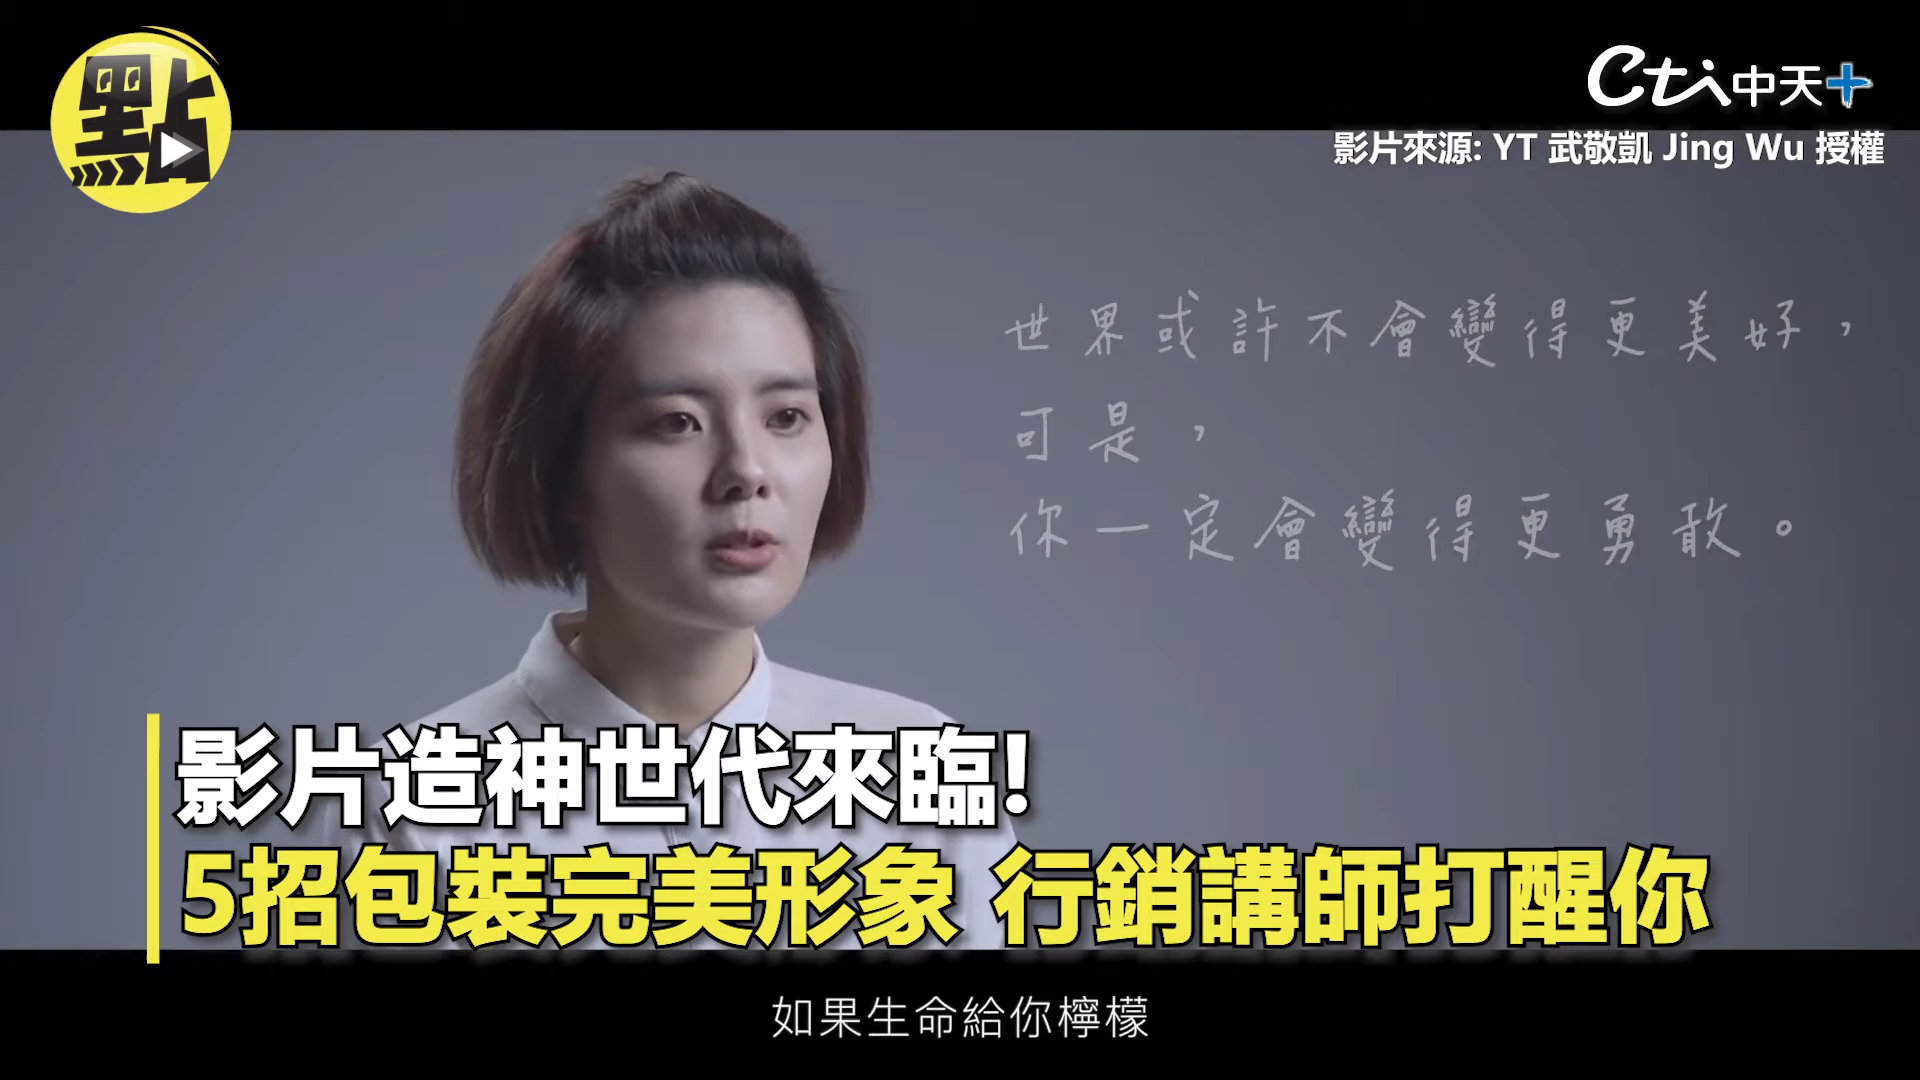 點
Cti中天+
影片來源: YT 武敬凱 Jing Wu 授權
世界或許不會變得更美好，
可是，
你一定會變得更勇敢。
影片造神世代來臨!
5招包裝完美形象 行銷講師打醒你
如果生命給你檸檬